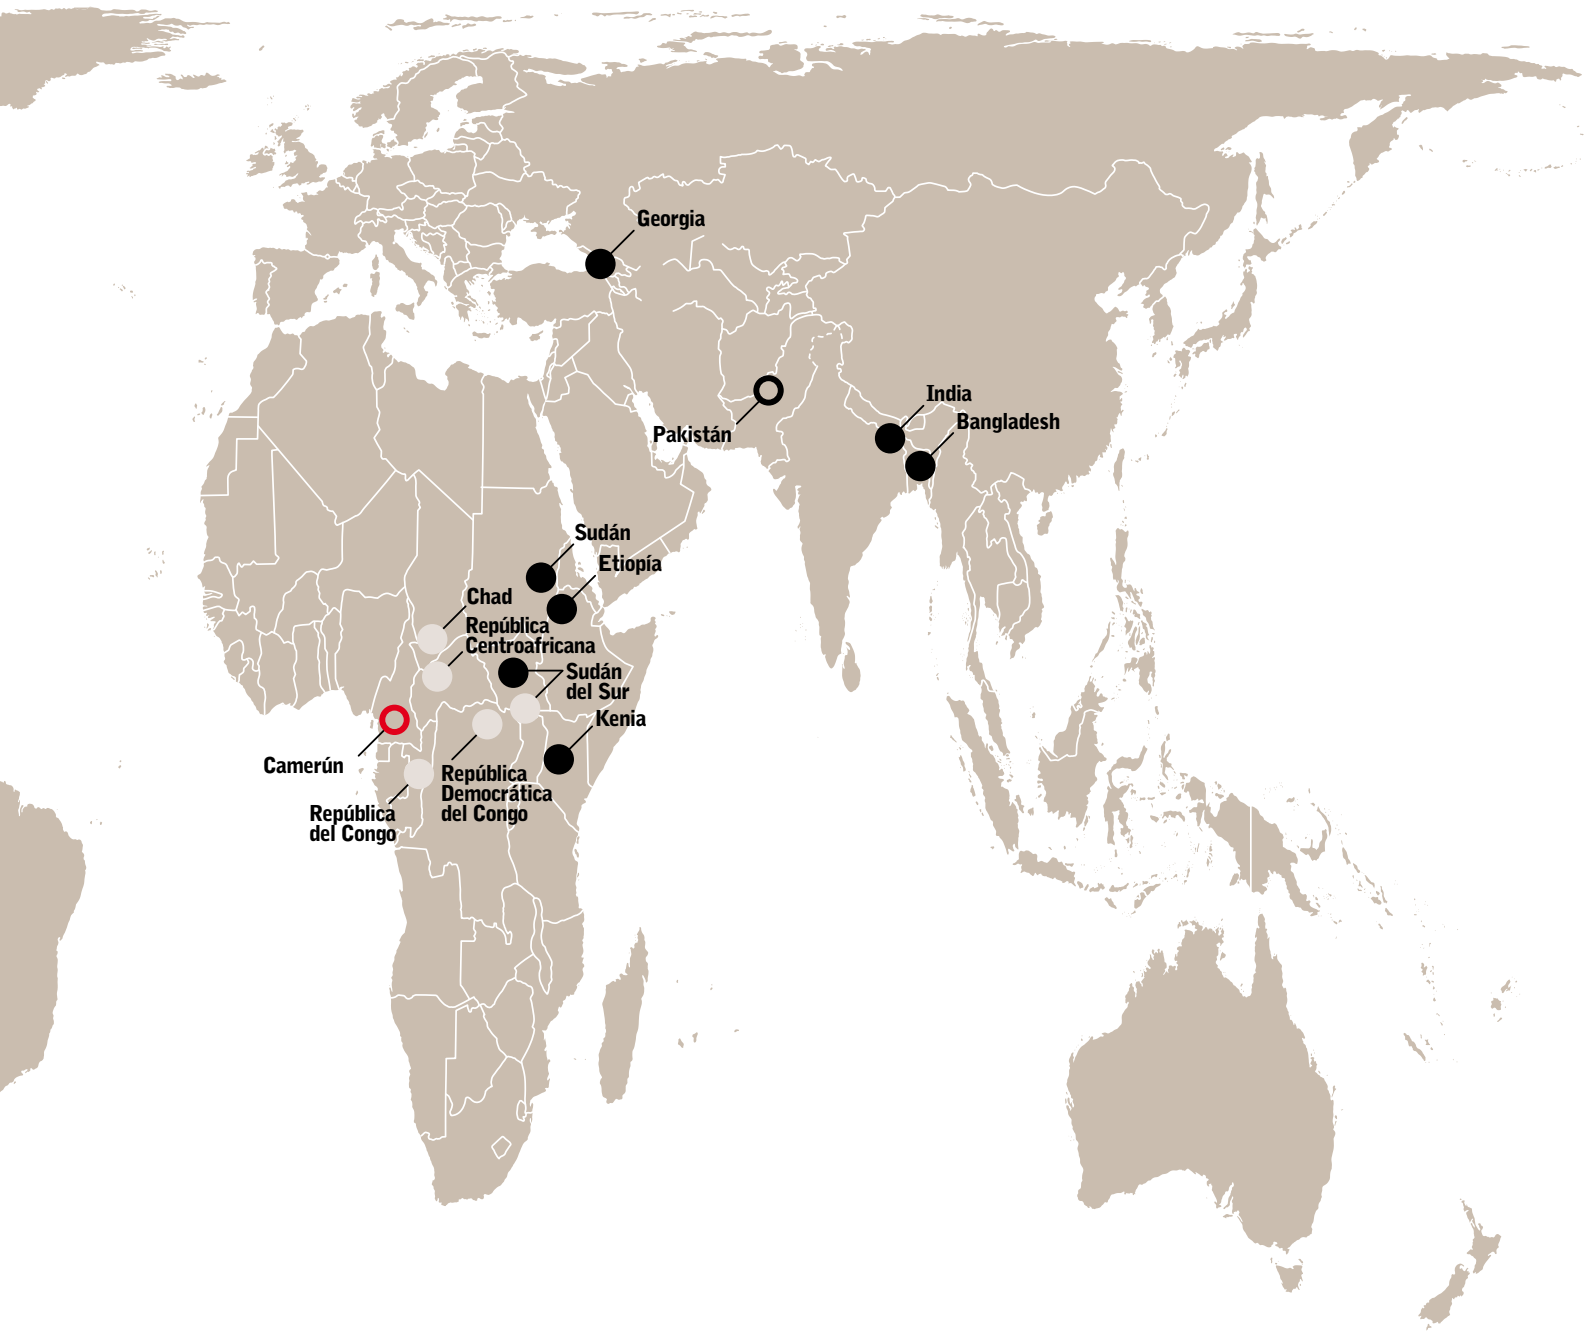 Georgia
India
Bangladesh
Pakistán
Sudán
Etiopía
Chad
República
Centroafricana
Sudán
del Sur
Kenia
Camerún
República
Democrática
del Congo
República
del Congo